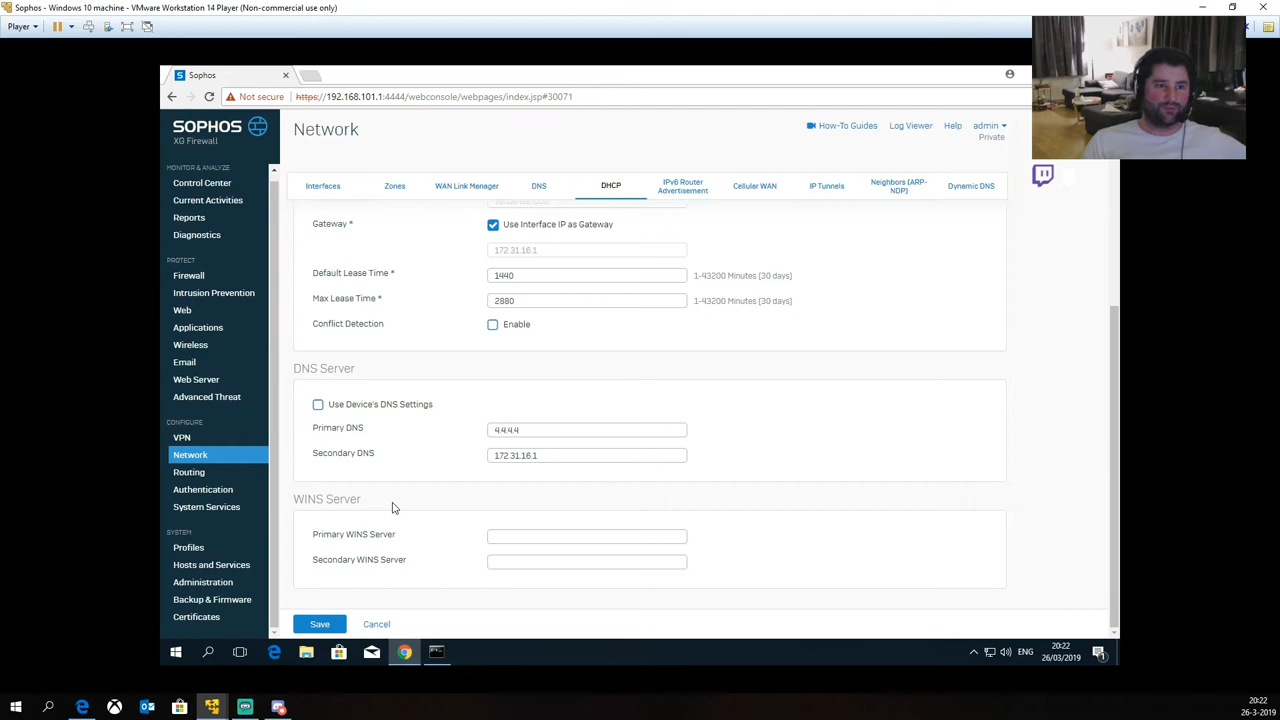 Sophos - Windows 10 machine - VMware Workstation 14 Player (Non-commercial use only)
Player
Sophos
Not secure https://192.168.101.1:4444/webconsole/webpages/index.jsp#30071
SOPHOS
XG Firewall
Network
How-To Guides Log Viewer Help admin
Private
MONITOR & ANALYZE
Control Center
Current Activities
Reports
Diagnostics
PROTECT
Firewall
Intrusion Prevention
Web
Applications
Wireless
Email
Web Server
Advanced Threat
CONFIGURE
VPN
Network
Routing
Authentication
System Services
SYSTEM
Profiles
Hosts and Services
Administration
Backup & Firmware
Certificates
Interfaces Zones WAN Link Manager DNS DHCP IPv6 Router Advertisement Cellular WAN IP Tunnels Neighbors (ARP-NDP) Dynamic DNS
Gateway * Use Interface IP as Gateway
172.31.16.1
Default Lease Time * 1440 1-43200 Minutes (30 days)
Max Lease Time * 2880 1-43200 Minutes (30 days)
Conflict Detection Enable
DNS Server
Use Device's DNS Settings
Primary DNS 4.4.4.4
Secondary DNS 172.31.16.1
WINS Server
Primary WINS Server
Secondary WINS Server
Save Cancel
ENG 20:22
26/03/2019
20:22
26-3-2019